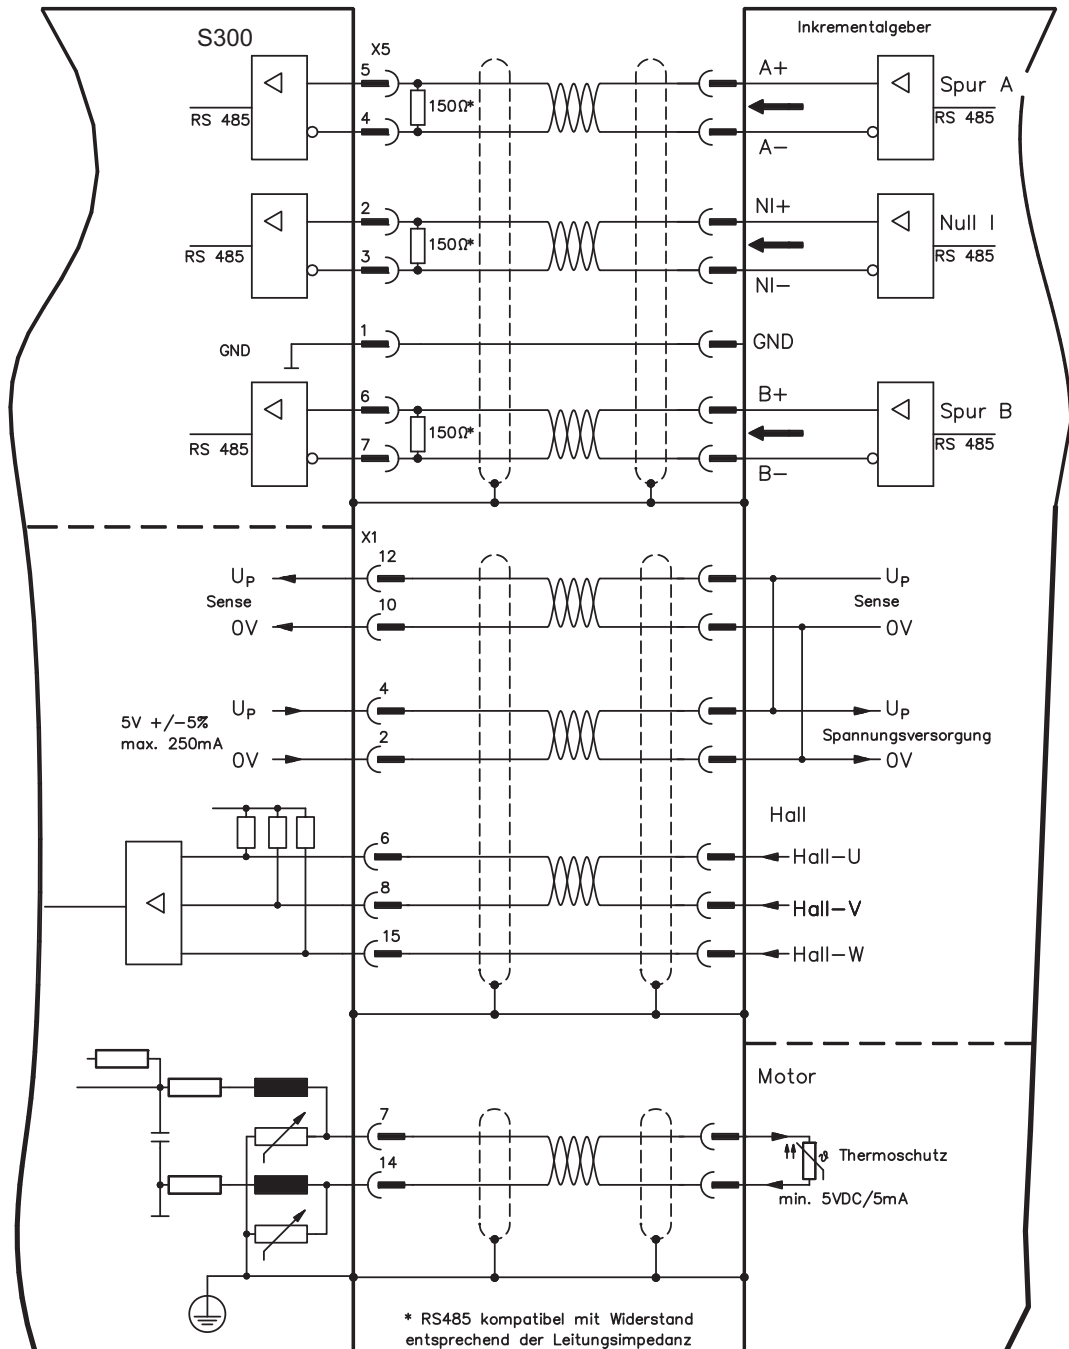 S300
Inkrementalgeber
X5
5
A+
Spur A
150Ω*
RS 485
RS 485
4
A-
2
NI+
Null I
150Ω*
RS 485
RS 485
3
NI-
1
GND
GND
6
B+
Spur B
150Ω*
RS 485
RS 485
7
B-
X1
12
UP
UP
Sense
Sense
10
0V
0V
4
UP
UP
5V +/-5%
max. 250mA
Spannungsversorgung
2
0V
0V
Hall
6
Hall-U
8
Hall-V
15
Hall-W
Motor
7
ϑ Thermoschutz
14
min. 5VDC/5mA
* RS485 kompatibel mit Widerstand
entsprechend der Leitungsimpedanz